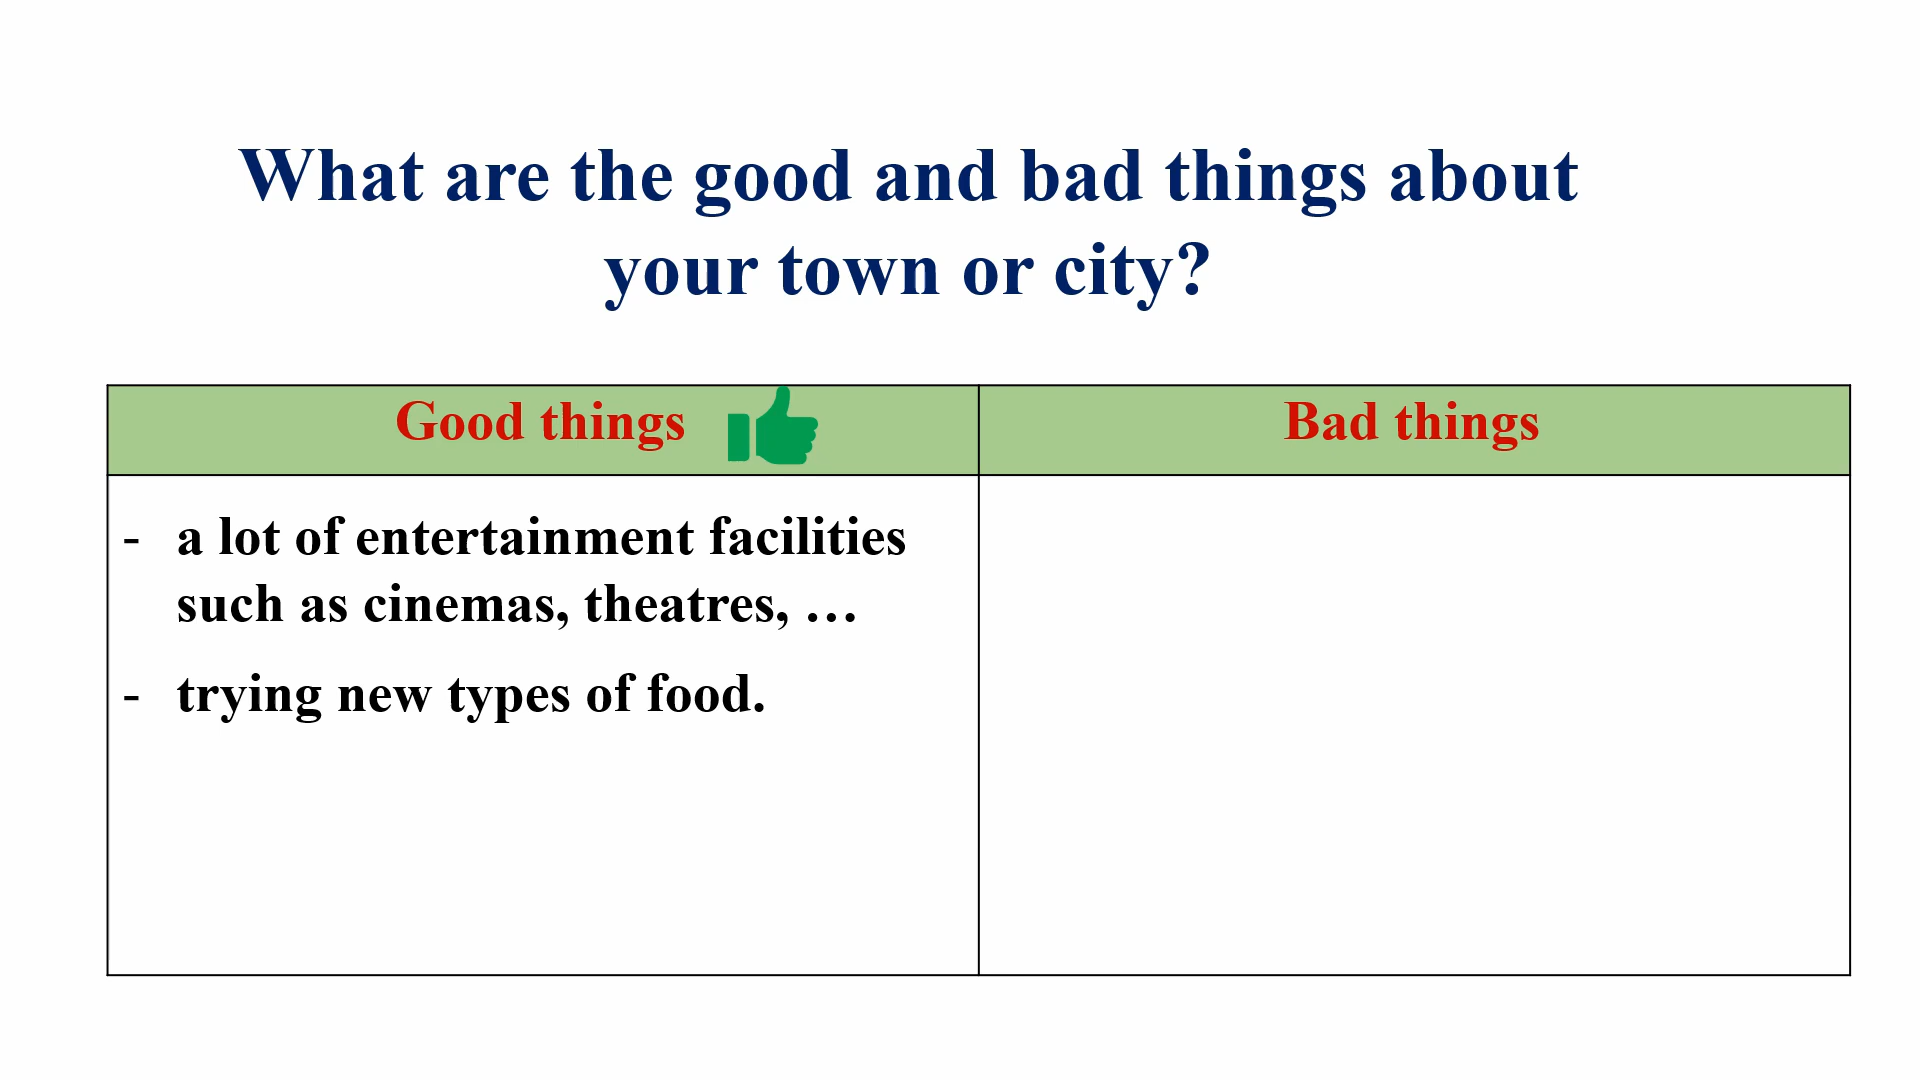 What are the good and bad things about
your town or city?
Good things
Bad things
- a lot of entertainment facilities
such as cinemas, theatres, …
- trying new types of food.